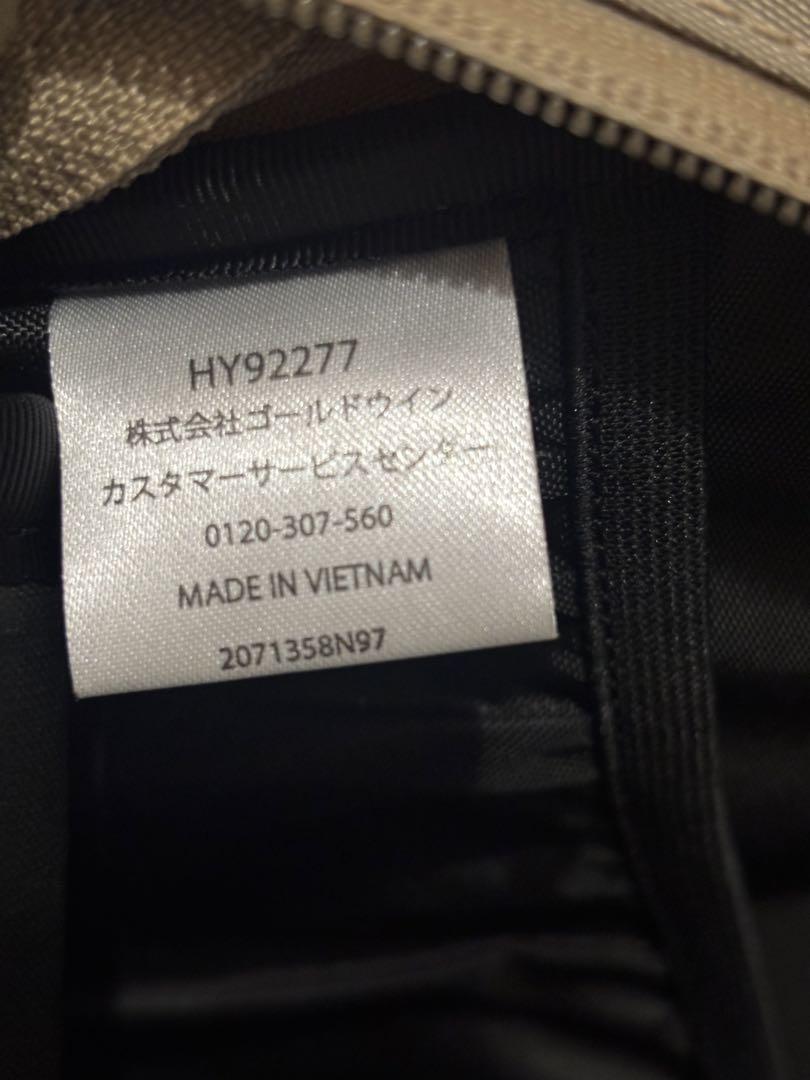 HY92277
株式会社ゴールドウイン
カスタマーサービスセンター
0120-307-560
MADE IN VIETNAM
2071358N97